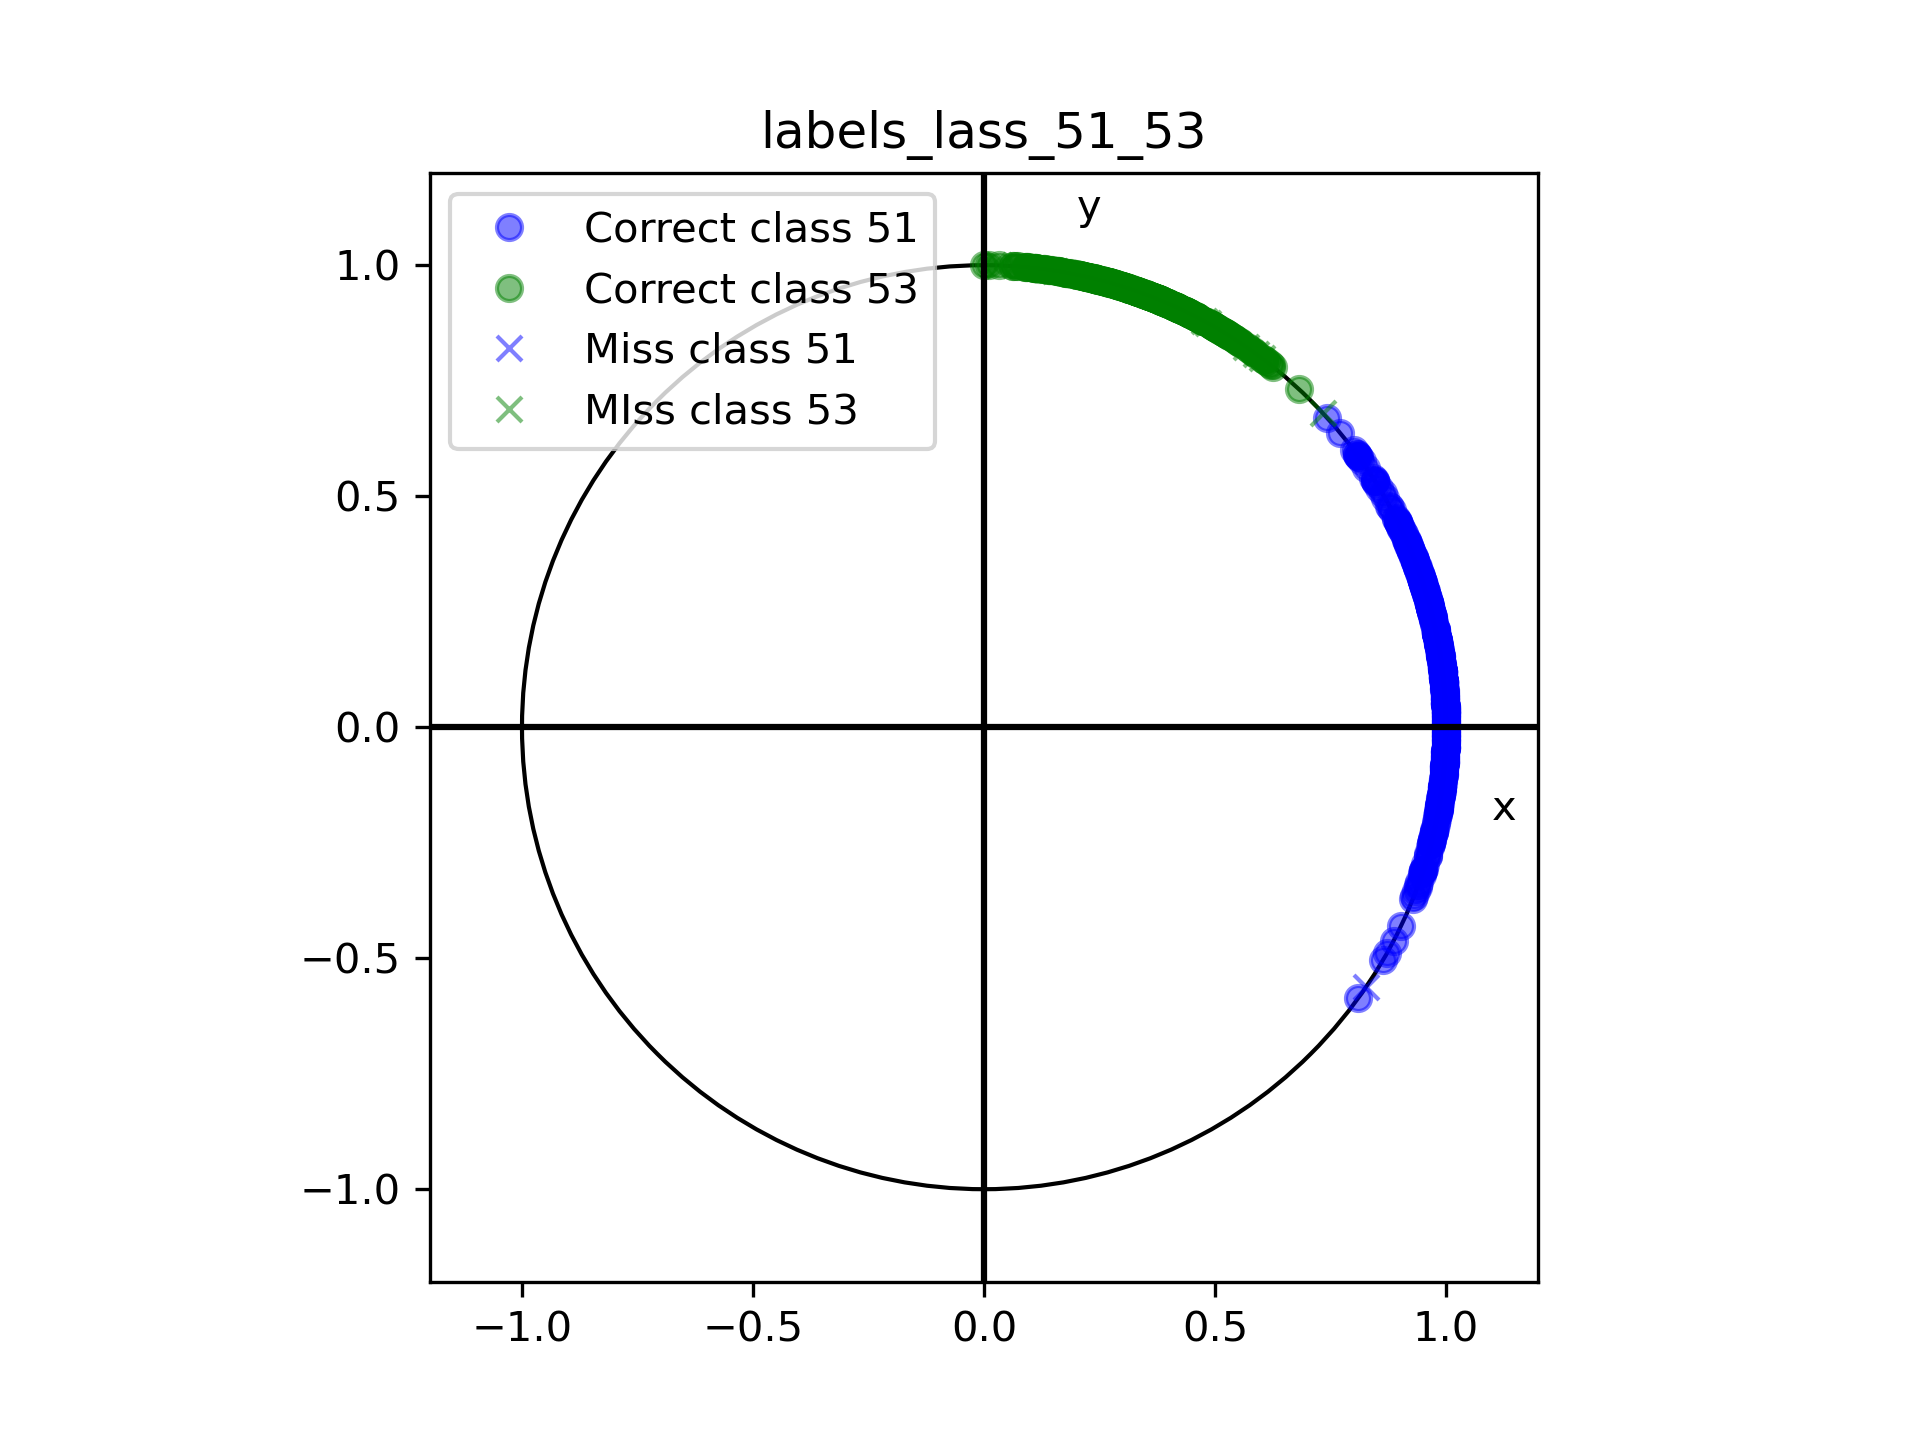 labels_lass_51_53
y
Correct class 51
Correct class 53
Miss class 51
MIss class 53
1.0
0.5
0.0
−0.5
−1.0
x
−1.0 −0.5 0.0 0.5 1.0